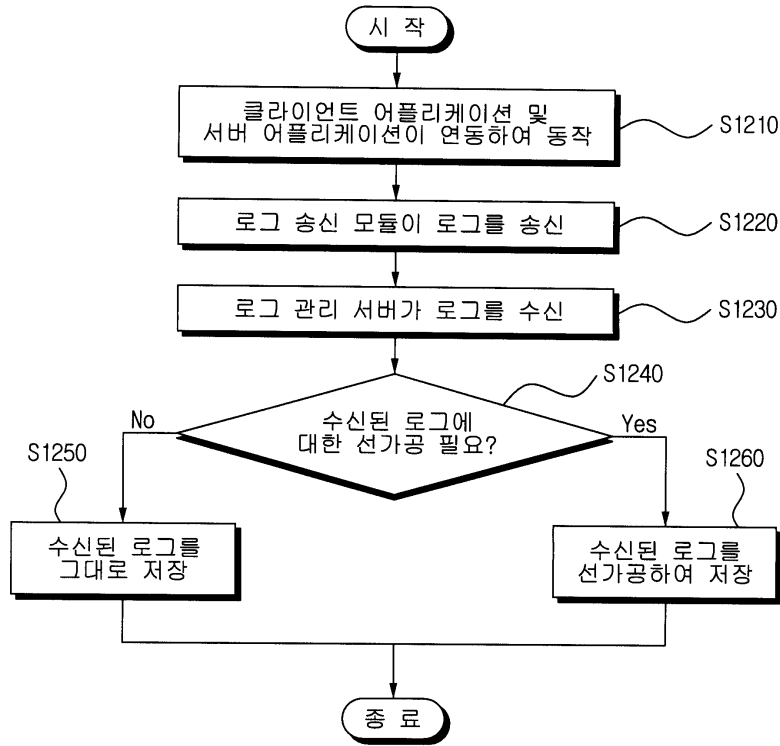 시 작
클라이언트 어플리케이션 및
서버 어플리케이션이 연동하여 동작
S1210
로그 송신 모듈이 로그를 송신
S1220
로그 관리 서버가 로그를 수신
S1230
S1240
수신된 로그에
대한 선가공 필요?
No
Yes
S1250
S1260
수신된 로그를
그대로 저장
수신된 로그를
선가공하여 저장
종 료